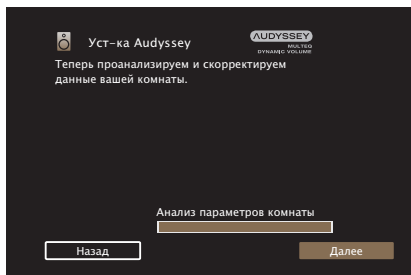 Уст-ка Audyssey
AUDYSSEY
MULTEQ
DYNAMIC VOLUME
Теперь проанализируем и скорректируем
данные вашей комнаты.
Анализ параметров комнаты
Назад
Далее